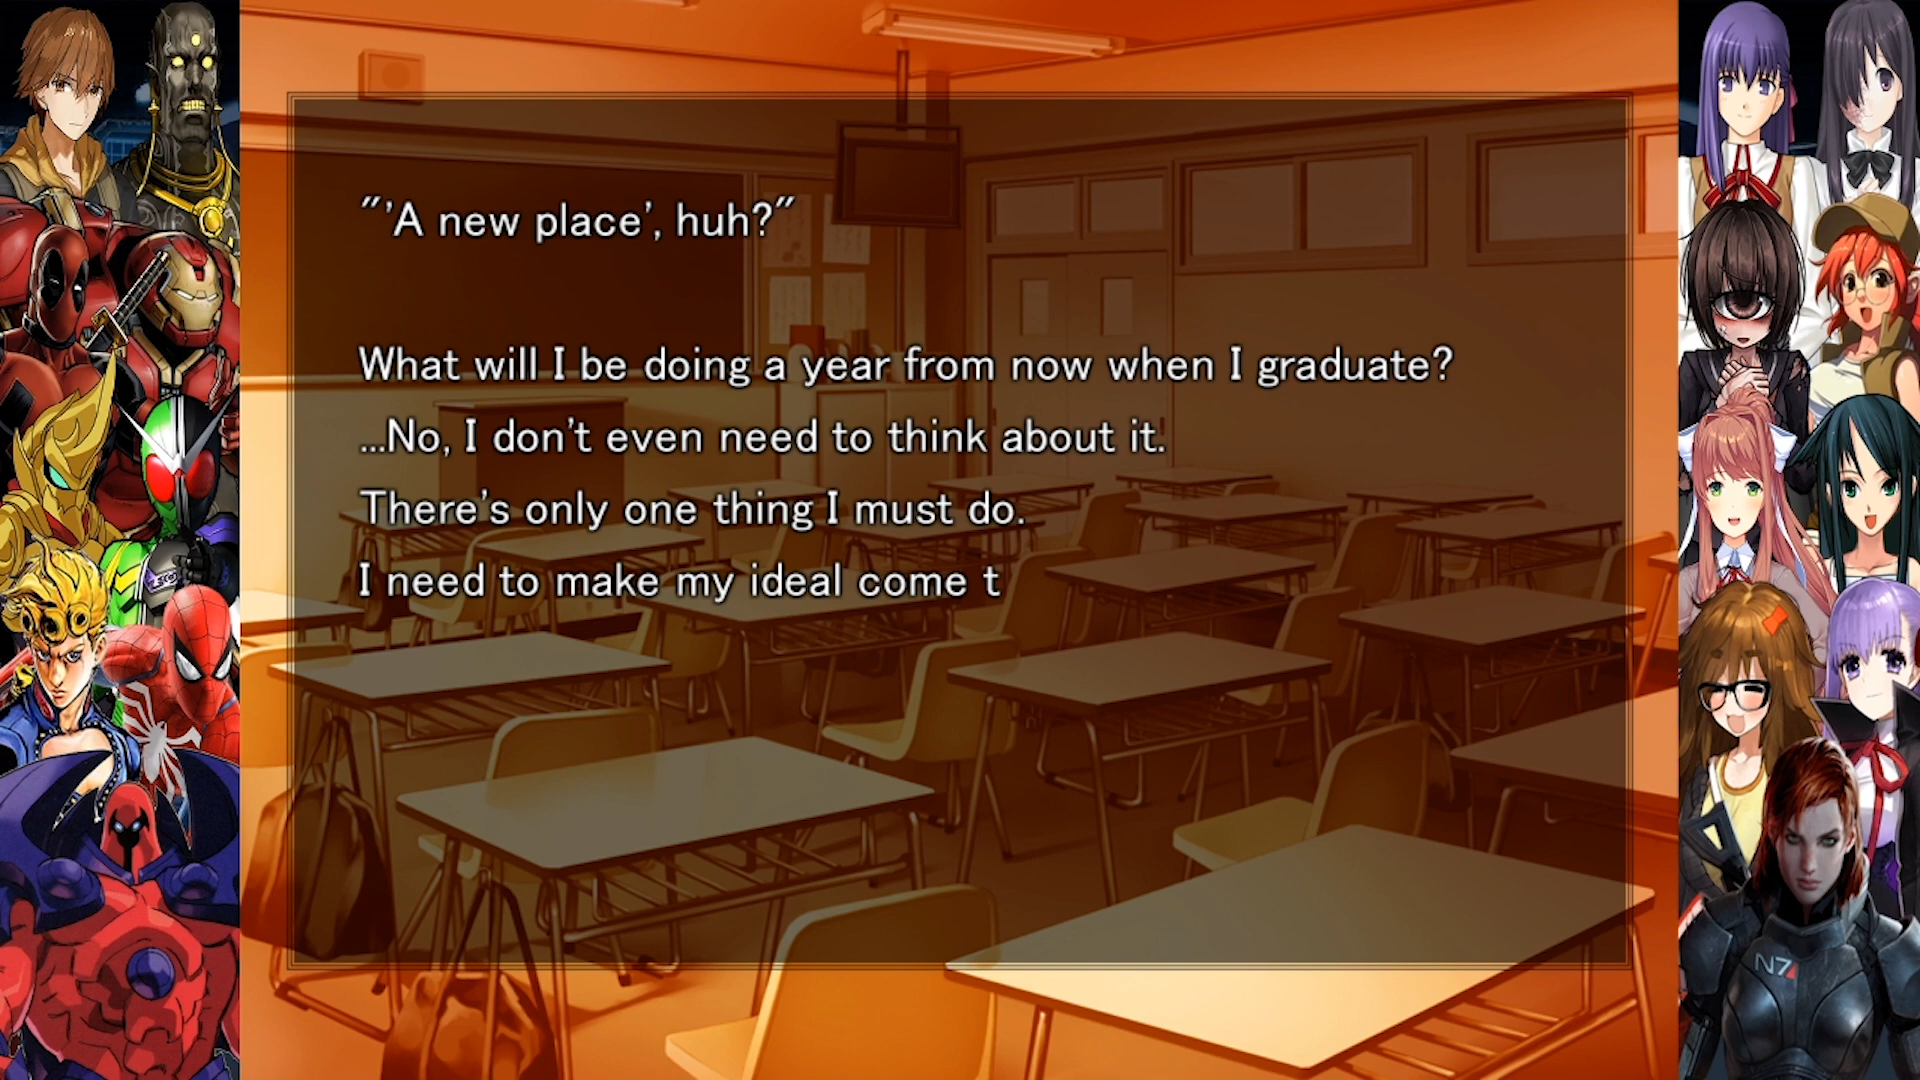 "'A new place', huh?"
What will I be doing a year from now when I graduate?
...No, I don't even need to think about it.
There's only one thing I must do.
I need to make my ideal come t
N7